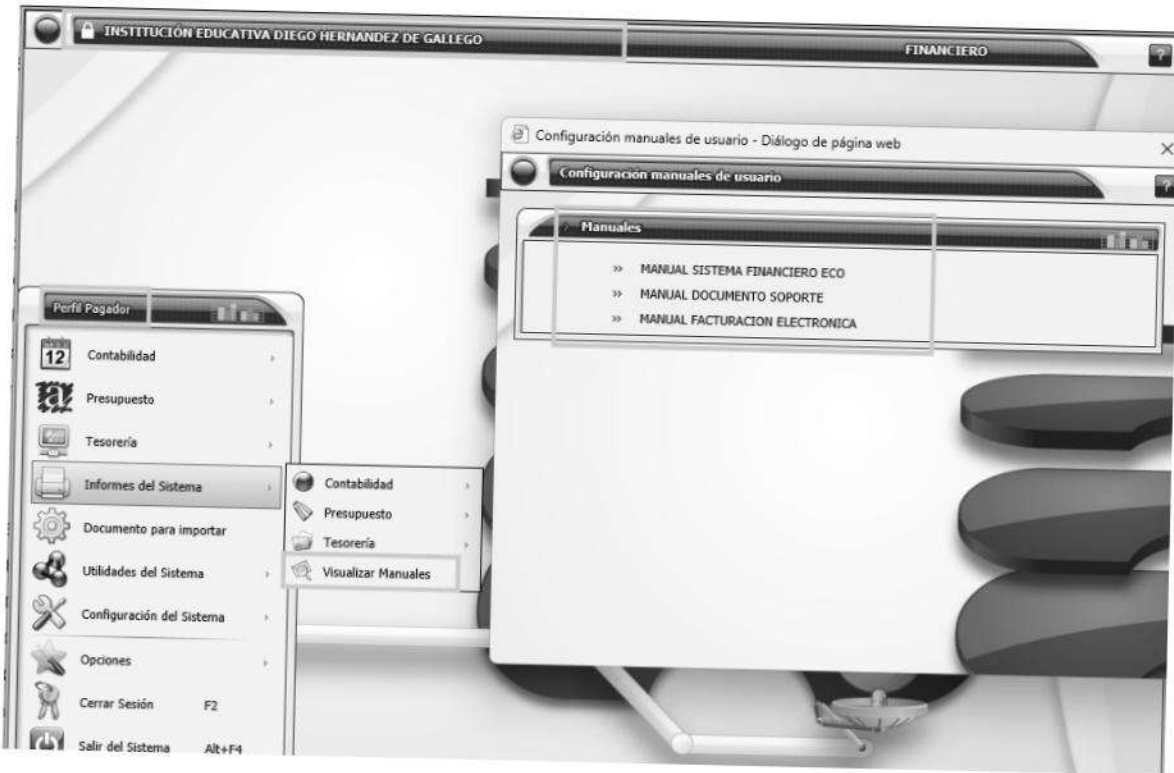 INSTITUCIÓN EDUCATIVA DIEGO HERNANDEZ DE GALLEGO
FINANCIERO
?
Configuración manuales de usuario - Diálogo de página web
Configuración manuales de usuario
?
Manuales
» MANUAL SISTEMA FINANCIERO ECO
» MANUAL DOCUMENTO SOPORTE
» MANUAL FACTURACION ELECTRONICA
Perfil Pagador
12 Contabilidad
a Presupuesto
Tesorería
Informes del Sistema
Documento para importar
Utilidades del Sistema
Configuración del Sistema
Opciones
Cerrar Sesión F2
Salir del Sistema Alt+F4
Contabilidad
Presupuesto
Tesorería
Visualizar Manuales